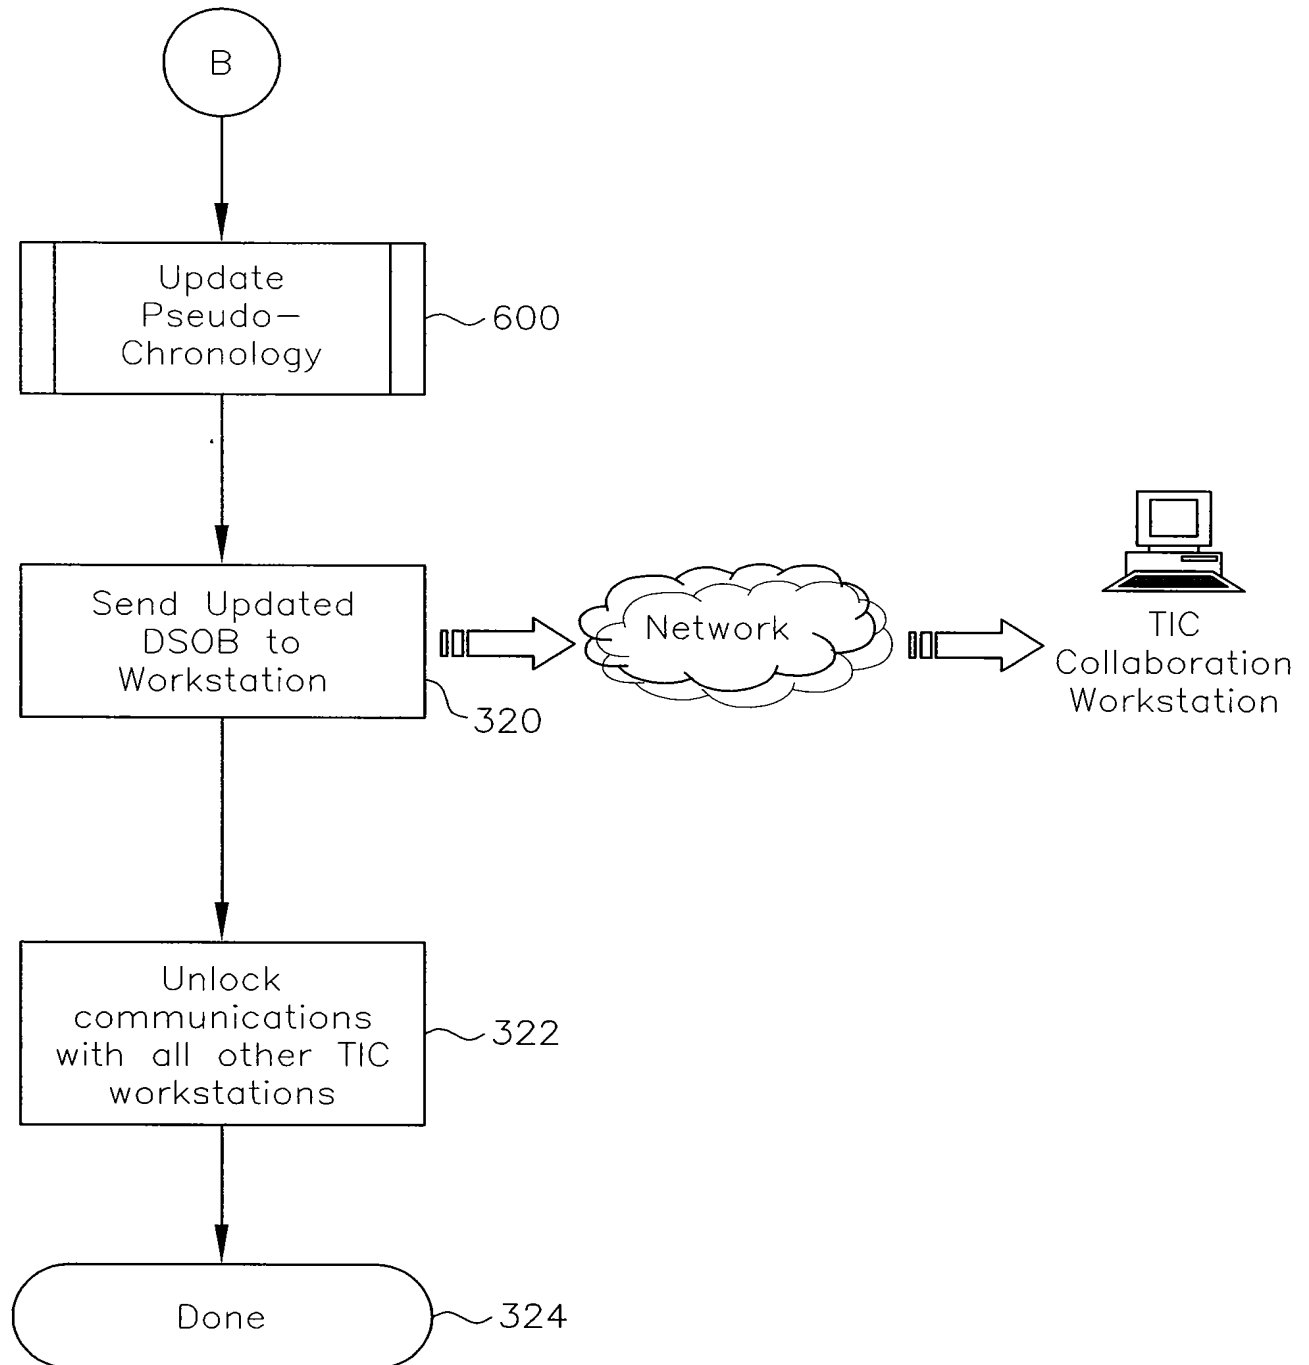 B
Update
Pseudo-
Chronology
600
Send Updated
DSOB to
Workstation
320
Network
TIC
Collaboration
Workstation
Unlock
communications
with all other TIC
workstations
322
Done
324